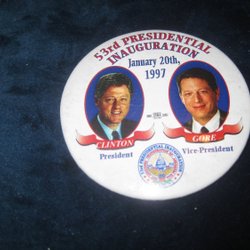 53rd PRESIDENTIAL
INAUGURATION
January 20th,
1997
CLINTON
GORE
President
Vice-President